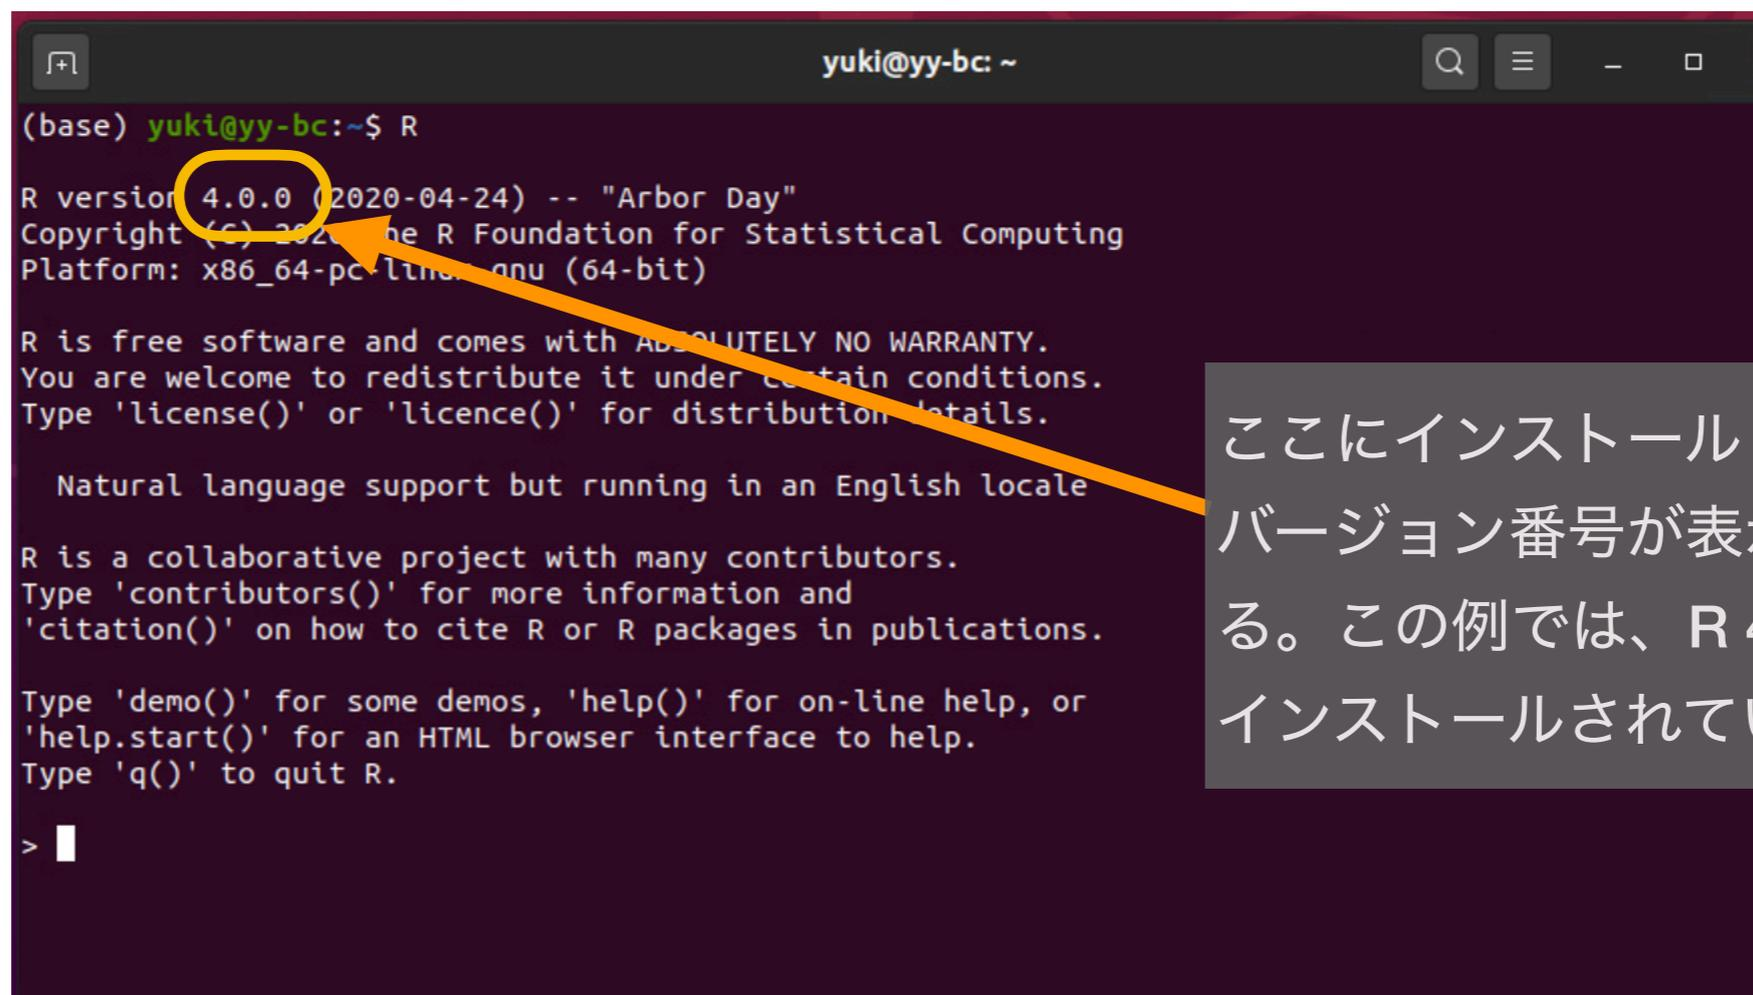 yuki@yy-bc: ~
(base) yuki@yy-bc:~$ R
R version 4.0.0 (2020-04-24) -- "Arbor Day"
Copyright (C) 2020 The R Foundation for Statistical Computing
Platform: x86_64-pc-linux-gnu (64-bit)
R is free software and comes with ABSOLUTELY NO WARRANTY.
You are welcome to redistribute it under certain conditions.
Type 'license()' or 'licence()' for distribution details.
Natural language support but running in an English locale
R is a collaborative project with many contributors.
Type 'contributors()' for more information and
'citation()' on how to cite R or R packages in publications.
Type 'demo()' for some demos, 'help()' for on-line help, or
'help.start()' for an HTML browser interface to help.
Type 'q()' to quit R.
>
ここにインストール
バージョン番号が表
る。この例では、R
インストールされて